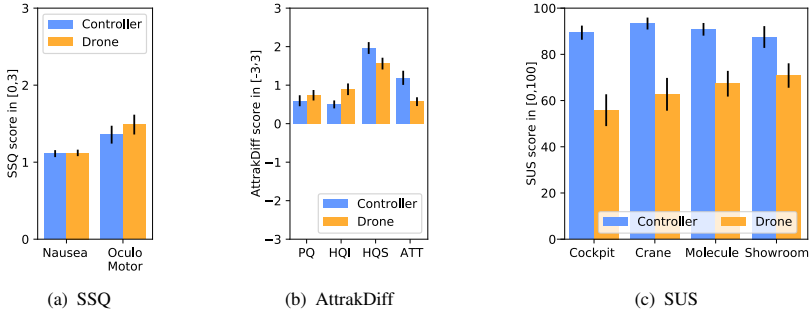 SSQ score in [0,3]
3
2
1
0
Controller
Drone
Nausea
Oculo
Motor
(a) SSQ
AttrakDiff score in [-3·3]
3
2
1
0
−1
−2
−3
Controller
Drone
PQ HQI HQS ATT
(b) AttrakDiff
SUS score in [0,100]
100
80
60
40
20
0
Controller Drone
Cockpit Crane Molecule Showroom
(c) SUS